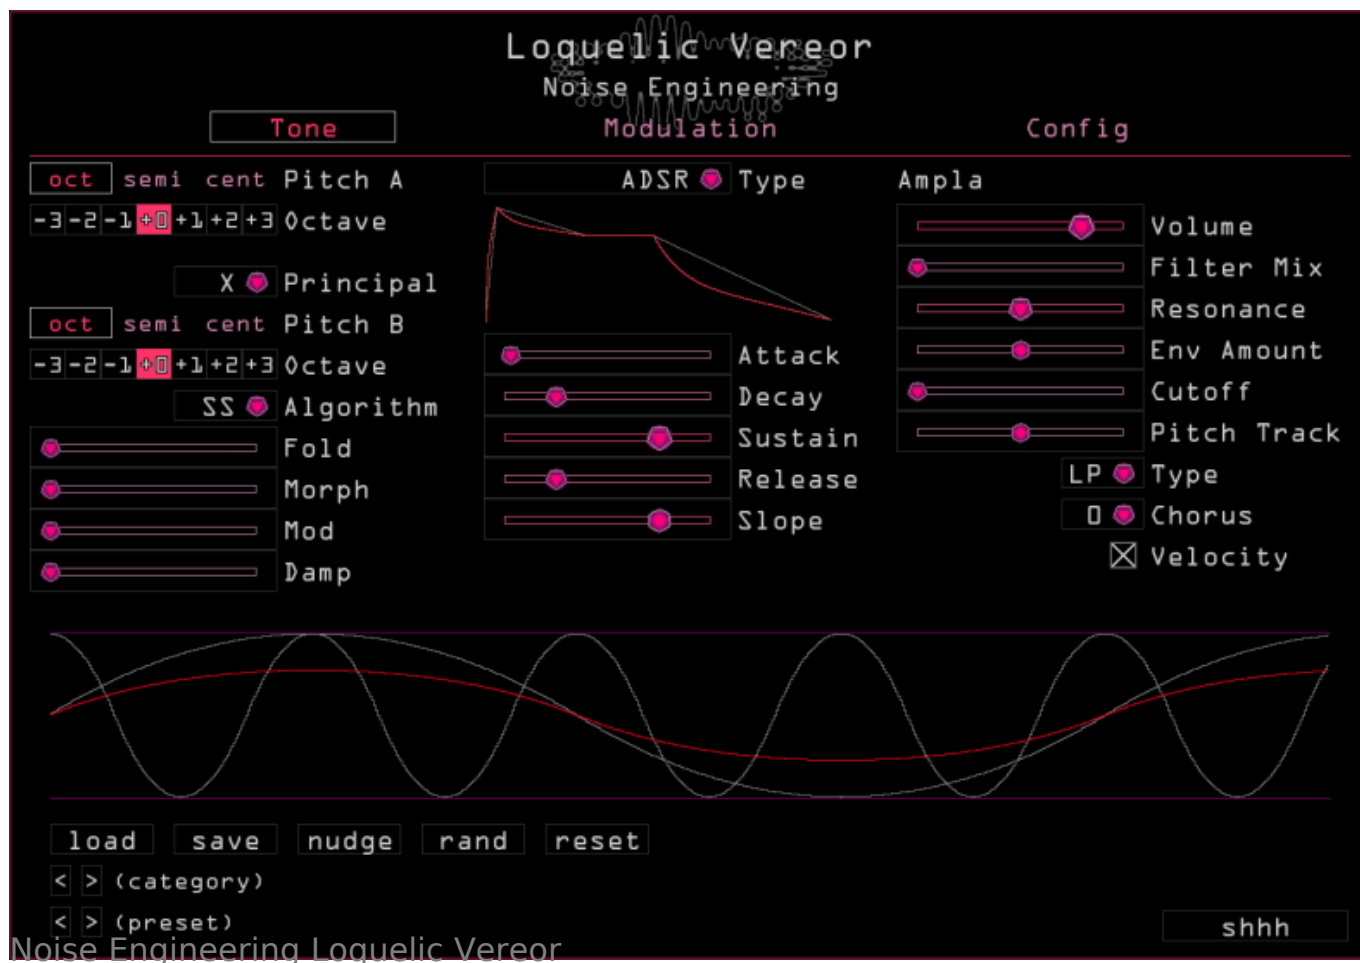 Loquelic Vereor
Noise Engineering
Tone Modulation Config
oct semi cent Pitch A
-3 -2 -1 +0 +1 +2 +3 Octave
X Principal
oct semi cent Pitch B
-3 -2 -1 +0 +1 +2 +3 Octave
SS Algorithm
Fold
Morph
Mod
Damp
ADSR Type
Attack
Decay
Sustain
Release
Slope
Ampla
Volume
Filter Mix
Resonance
Env Amount
Cutoff
Pitch Track
LP Type
0 Chorus
Velocity
load save nudge rand reset
< > (category)
< > (preset)
shhh
Noise Engineering Loquelic Vereor